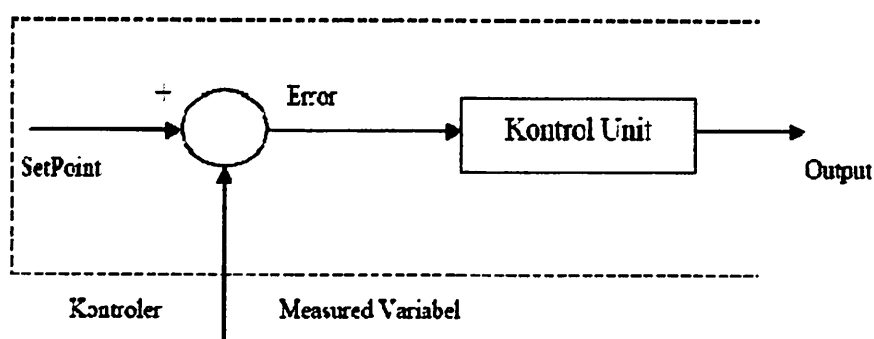 +
Error
Kontrol Unit
SetPoint
Output
Kontroler
Measured Variabel